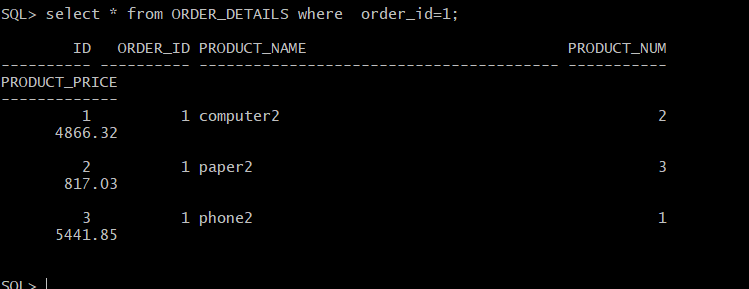 SQL> select * from ORDER_DETAILS where  order_id=1;
        ID   ORDER_ID PRODUCT_NAME                             PRODUCT_NUM
---------- ---------- ---------------------------------------- -----------
PRODUCT_PRICE
-------------
         1          1 computer2                                          2
      4866.32
         2          1 paper2                                             3
       817.03
         3          1 phone2                                             1
      5441.85
SQL>